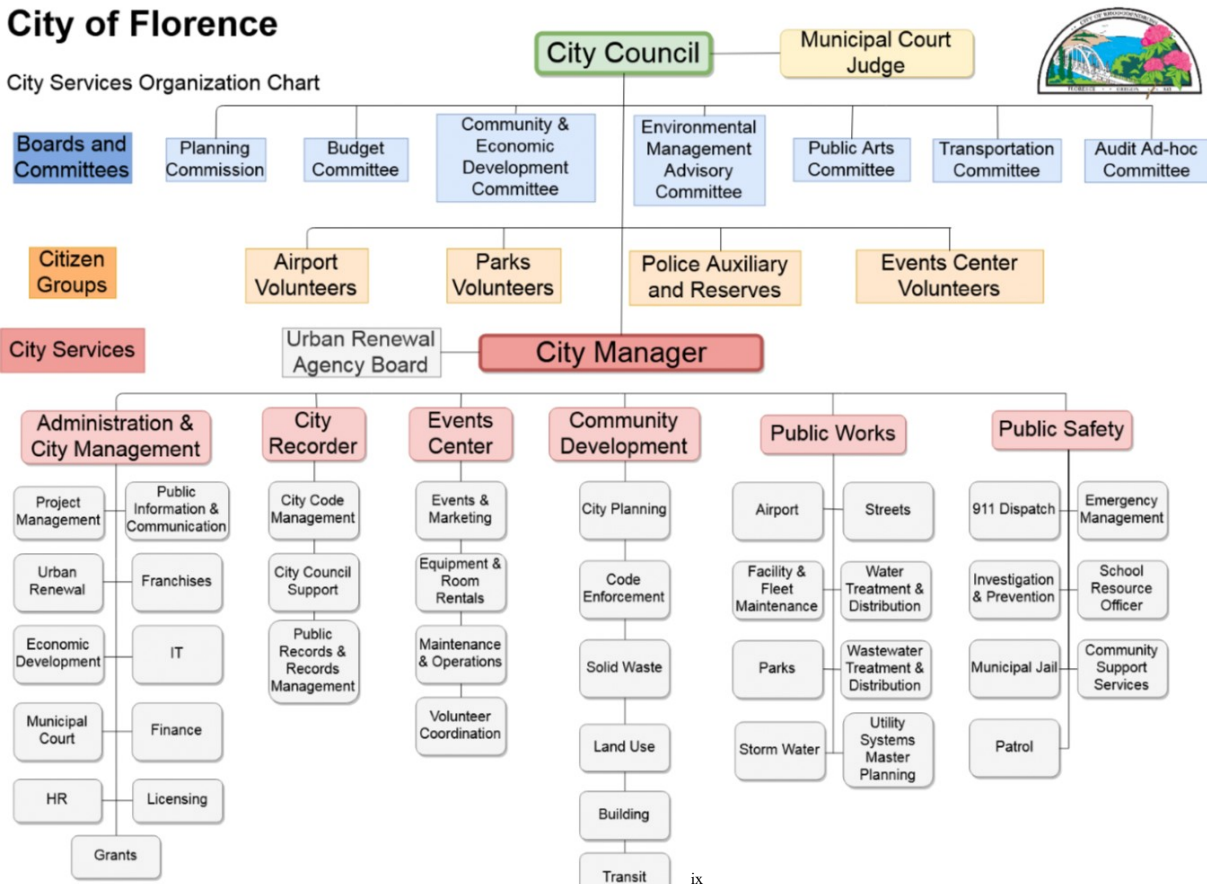 City of Florence
City Services Organization Chart
City Council
Municipal Court
Judge
CITY OF RHODODENDRONS
FLORENCE
OREGON
Boards and
Committees
Planning
Commission
Budget
Committee
Community &
Economic
Development
Committee
Environmental
Management
Advisory
Committee
Public Arts
Committee
Transportation
Committee
Audit Ad-hoc
Committee
Citizen
Groups
Airport
Volunteers
Parks
Volunteers
Police Auxiliary
and Reserves
Events Center
Volunteers
City Services
Urban Renewal
Agency Board
City Manager
Administration &
City Management
Project
Management
Public
Information &
Communication
Urban
Renewal
Franchises
Economic
Development
IT
Municipal
Court
Finance
HR
Licensing
Grants
City
Recorder
City Code
Management
City Council
Support
Public
Records &
Records
Management
Events
Center
Events &
Marketing
Equipment &
Room
Rentals
Maintenance
& Operations
Volunteer
Coordination
Community
Development
City Planning
Code
Enforcement
Solid Waste
Land Use
Building
Transit
Public Works
Airport
Streets
Facility &
Fleet
Maintenance
Water
Treatment &
Distribution
Parks
Wastewater
Treatment &
Distribution
Storm Water
Utility
Systems
Master
Planning
Public Safety
911 Dispatch
Emergency
Management
Investigation
& Prevention
School
Resource
Officer
Municipal Jail
Community
Support
Services
Patrol
ix